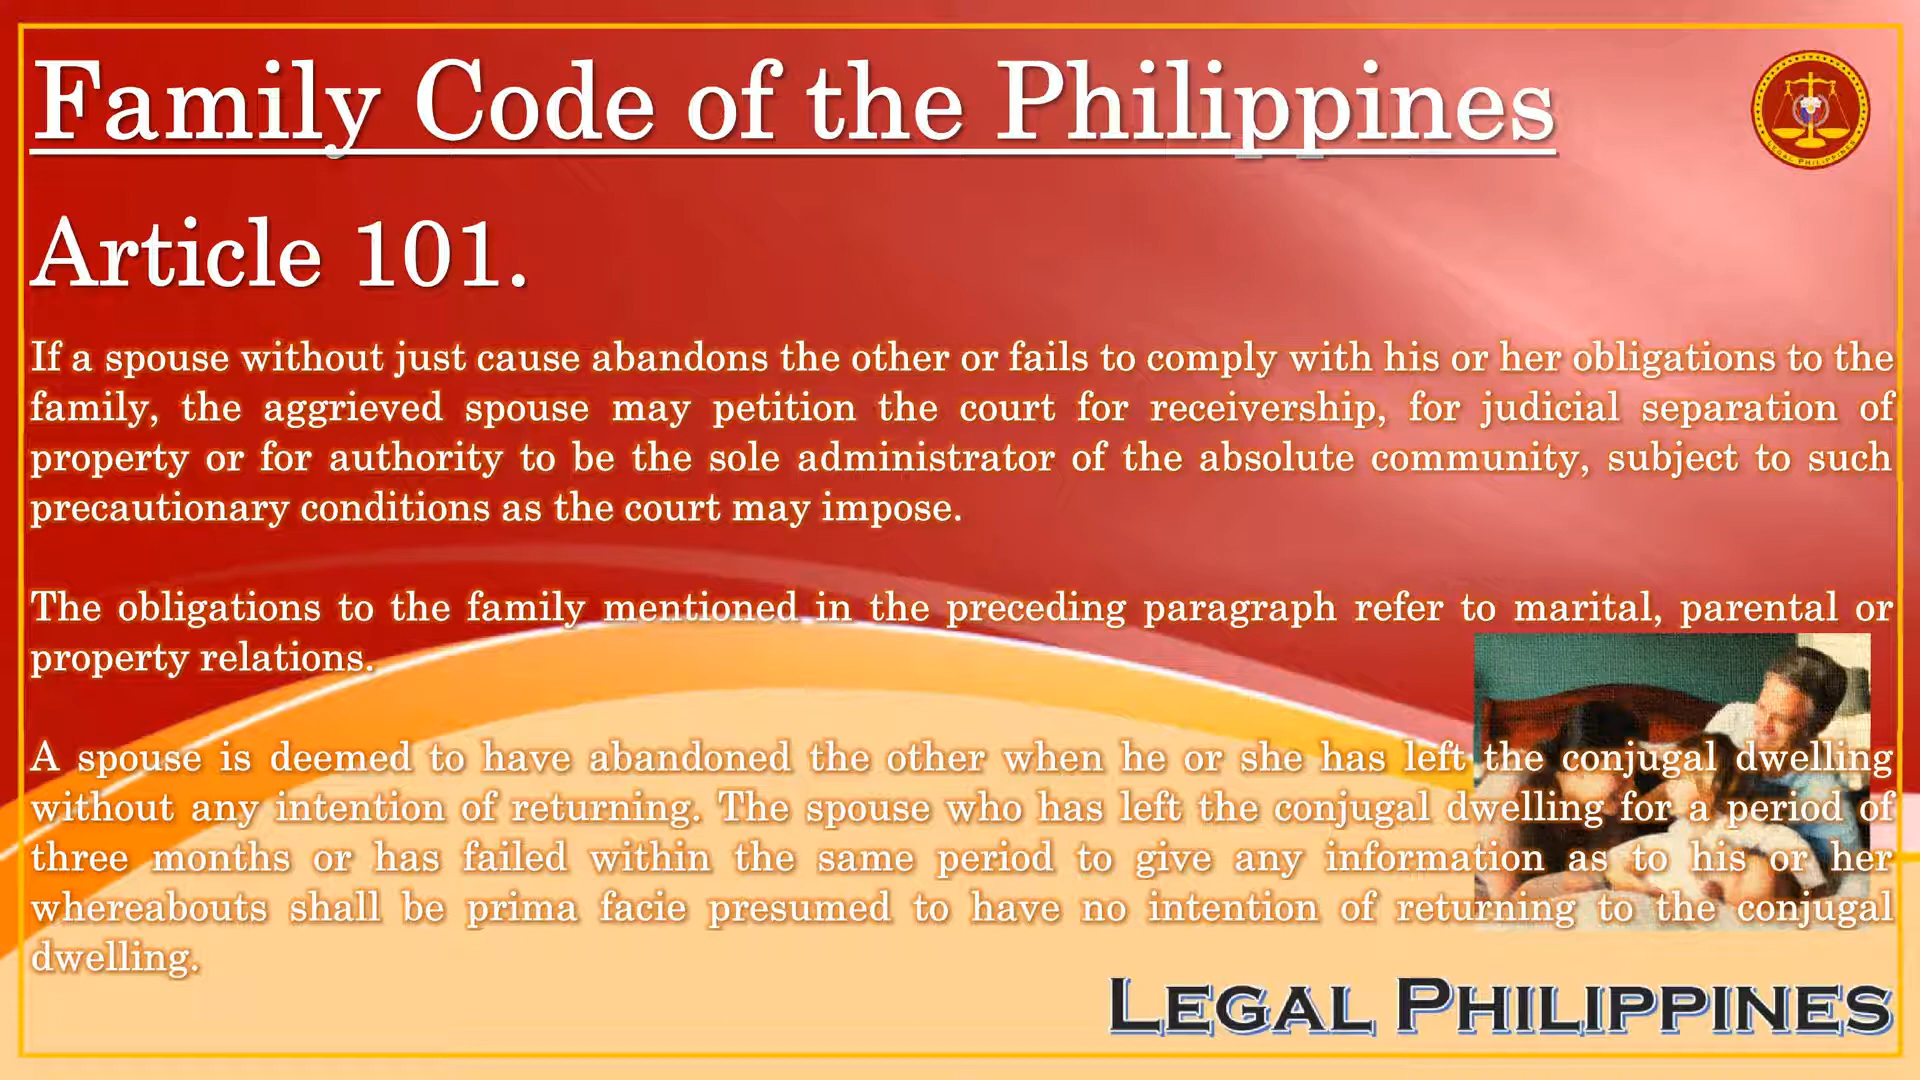 Family Code of the Philippines
LEGAL PHILIPPINES
Article 101.
If a spouse without just cause abandons the other or fails to comply with his or her obligations to the
family, the aggrieved spouse may petition the court for receivership, for judicial separation of
property or for authority to be the sole administrator of the absolute community, subject to such
precautionary conditions as the court may impose.
The obligations to the family mentioned in the preceding paragraph refer to marital, parental or
property relations.
A spouse is deemed to have abandoned the other when he or she has left the conjugal dwelling
without any intention of returning. The spouse who has left the conjugal dwelling for a period of
three months or has failed within the same period to give any information as to his or her
whereabouts shall be prima facie presumed to have no intention of returning to the conjugal
dwelling.
LEGAL PHILIPPINES